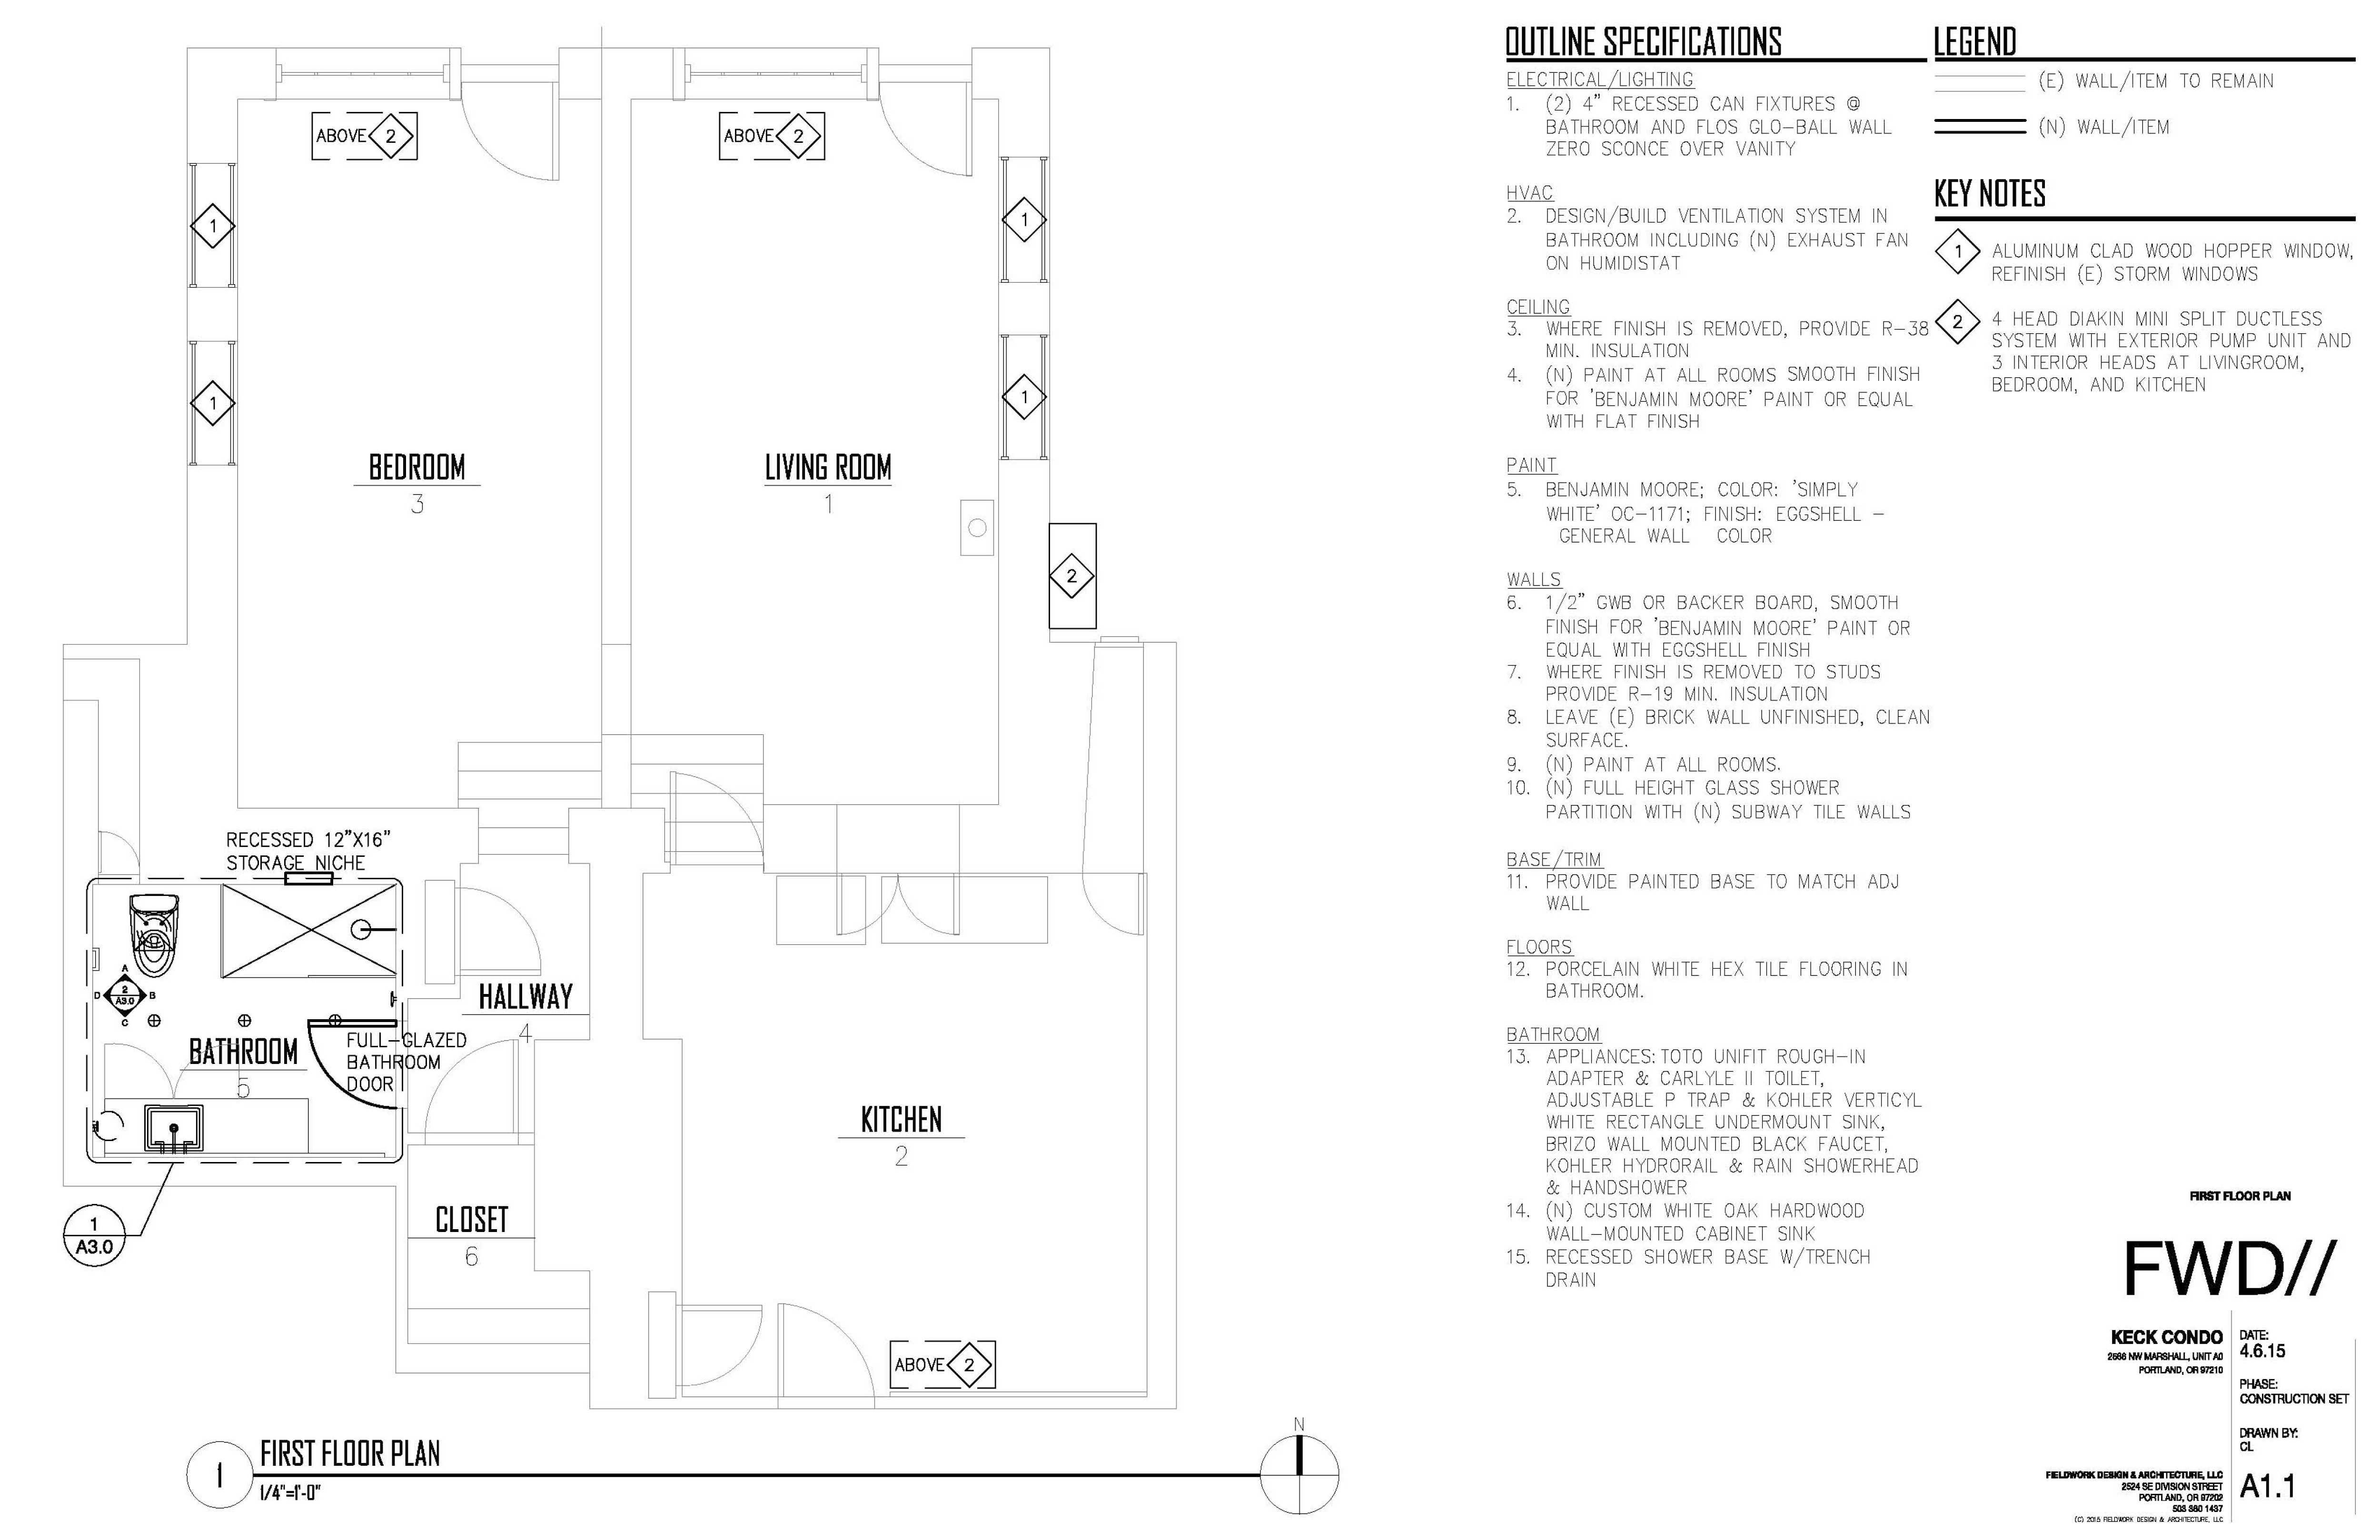 ABOVE 2
ABOVE 2
1
1
1
1
BEDROOM
3
LIVING ROOM
1
2
RECESSED 12"X16"
STORAGE NICHE
A
2
D B
A3.0
C
HALLWAY
4
FULL-GLAZED
BATHROOM
DOOR
BATHROOM
5
KITCHEN
2
CLOSET
6
1
A3.0
ABOVE 2
N
1
FIRST FLOOR PLAN
1/4"=1'-0"
OUTLINE SPECIFICATIONS
ELECTRICAL/LIGHTING
1. (2) 4" RECESSED CAN FIXTURES @
BATHROOM AND FLOS GLO-BALL WALL
ZERO SCONCE OVER VANITY
HVAC
2. DESIGN/BUILD VENTILATION SYSTEM IN
BATHROOM INCLUDING (N) EXHAUST FAN
ON HUMIDISTAT
CEILING
3. WHERE FINISH IS REMOVED, PROVIDE R-38
MIN. INSULATION
4. (N) PAINT AT ALL ROOMS SMOOTH FINISH
FOR 'BENJAMIN MOORE' PAINT OR EQUAL
WITH FLAT FINISH
PAINT
5. BENJAMIN MOORE; COLOR: 'SIMPLY
WHITE' OC-1171; FINISH: EGGSHELL -
GENERAL WALL COLOR
WALLS
6. 1/2" GWB OR BACKER BOARD, SMOOTH
FINISH FOR 'BENJAMIN MOORE' PAINT OR
EQUAL WITH EGGSHELL FINISH
7. WHERE FINISH IS REMOVED TO STUDS
PROVIDE R-19 MIN. INSULATION
8. LEAVE (E) BRICK WALL UNFINISHED, CLEAN
SURFACE.
9. (N) PAINT AT ALL ROOMS.
10. (N) FULL HEIGHT GLASS SHOWER
PARTITION WITH (N) SUBWAY TILE WALLS
BASE/TRIM
11. PROVIDE PAINTED BASE TO MATCH ADJ
WALL
FLOORS
12. PORCELAIN WHITE HEX TILE FLOORING IN
BATHROOM.
BATHROOM
13. APPLIANCES: TOTO UNIFIT ROUGH-IN
ADAPTER & CARLYLE II TOILET,
ADJUSTABLE P TRAP & KOHLER VERTICYL
WHITE RECTANGLE UNDERMOUNT SINK,
BRIZO WALL MOUNTED BLACK FAUCET,
KOHLER HYDRORAIL & RAIN SHOWERHEAD
& HANDSHOWER
14. (N) CUSTOM WHITE OAK HARDWOOD
WALL-MOUNTED CABINET SINK
15. RECESSED SHOWER BASE W/TRENCH
DRAIN
LEGEND
(E) WALL/ITEM TO REMAIN
(N) WALL/ITEM
KEY NOTES
1 ALUMINUM CLAD WOOD HOPPER WINDOW,
REFINISH (E) STORM WINDOWS
2 4 HEAD DIAKIN MINI SPLIT DUCTLESS
SYSTEM WITH EXTERIOR PUMP UNIT AND
3 INTERIOR HEADS AT LIVINGROOM,
BEDROOM, AND KITCHEN
FIRST FLOOR PLAN
FWD//
KECK CONDO
2568 NW MARSHALL, UNIT A0
PORTLAND, OR 97210
DATE:
4.6.15
PHASE:
CONSTRUCTION SET
DRAWN BY:
CL
FIELDWORK DESIGN & ARCHITECTURE, LLC
2524 SE DIVISION STREET
PORTLAND, OR 97202
503 360 1437
(C) 2015 FIELDWORK DESIGN & ARCHITECTURE, LLC
A1.1